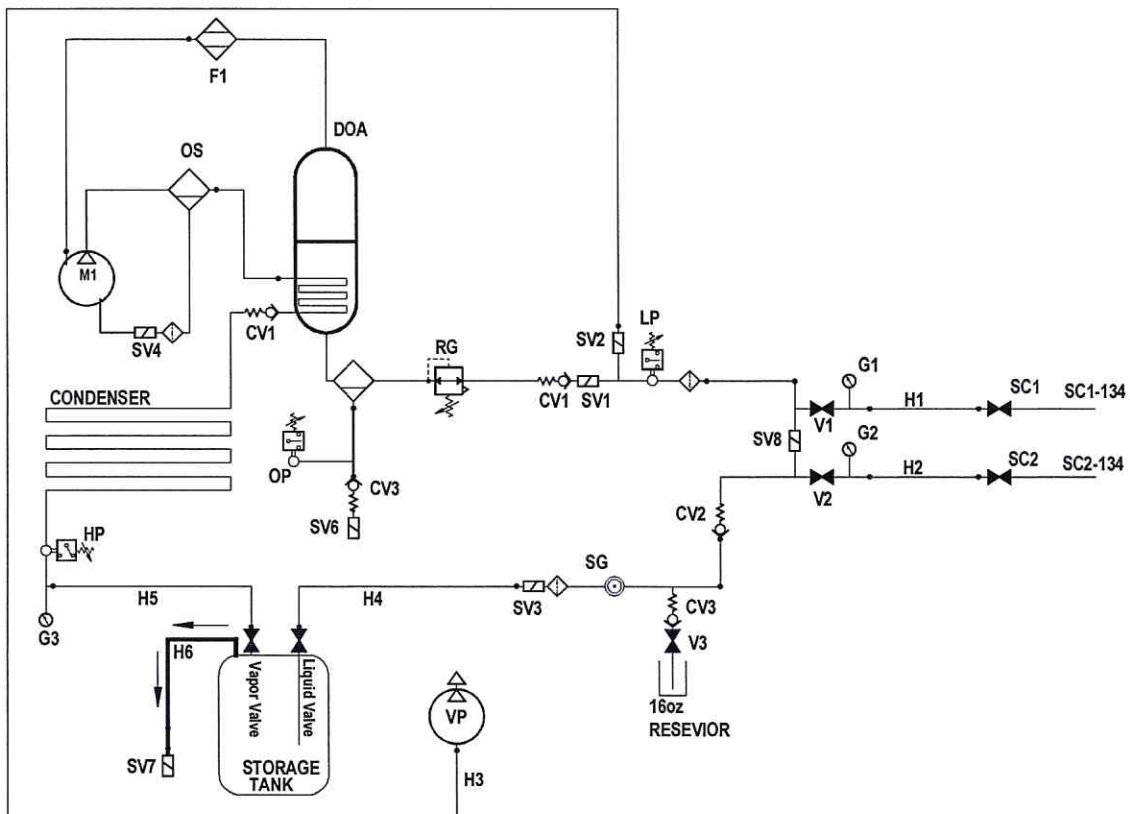 F1
DOA
OS
M1
SV4
CV1
LP
SV2
RG
G1
SC1
SC1-134
H1
CV1
SV1
V1
CONDENSER
SV8
G2
SC2
SC2-134
H2
V2
OP
CV3
SV6
CV2
HP
SG
H5
H4
SV3
CV3
G3
V3
H6
Vapor Valve
Liquid Valve
16oz
RESEVIOR
VP
SV7
STORAGE
TANK
H3